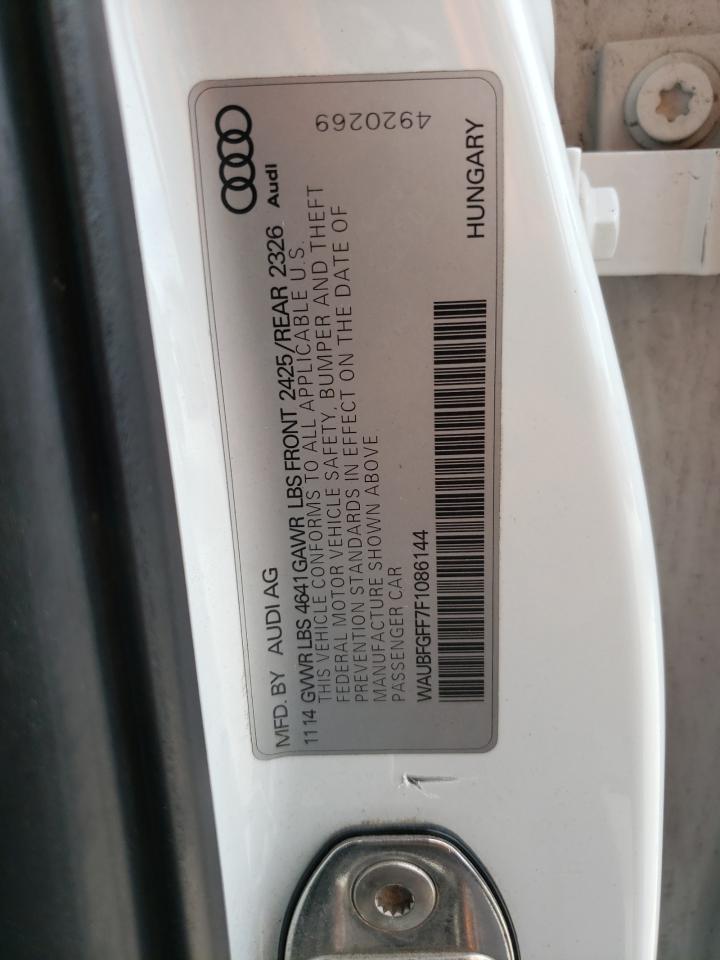 MFD. BY AUDI AG
Audi
1114 GVWR LBS 4641 GAWR LBS FRONT 2425/REAR 2326
THIS VEHICLE CONFORMS TO ALL APPLICABLE U.S.
FEDERAL MOTOR VEHICLE SAFETY, BUMPER AND THEFT
PREVENTION STANDARDS IN EFFECT ON THE DATE OF
MANUFACTURE SHOWN ABOVE
PASSENGER CAR
4920269
WAUBFGFF7F1086144
HUNGARY